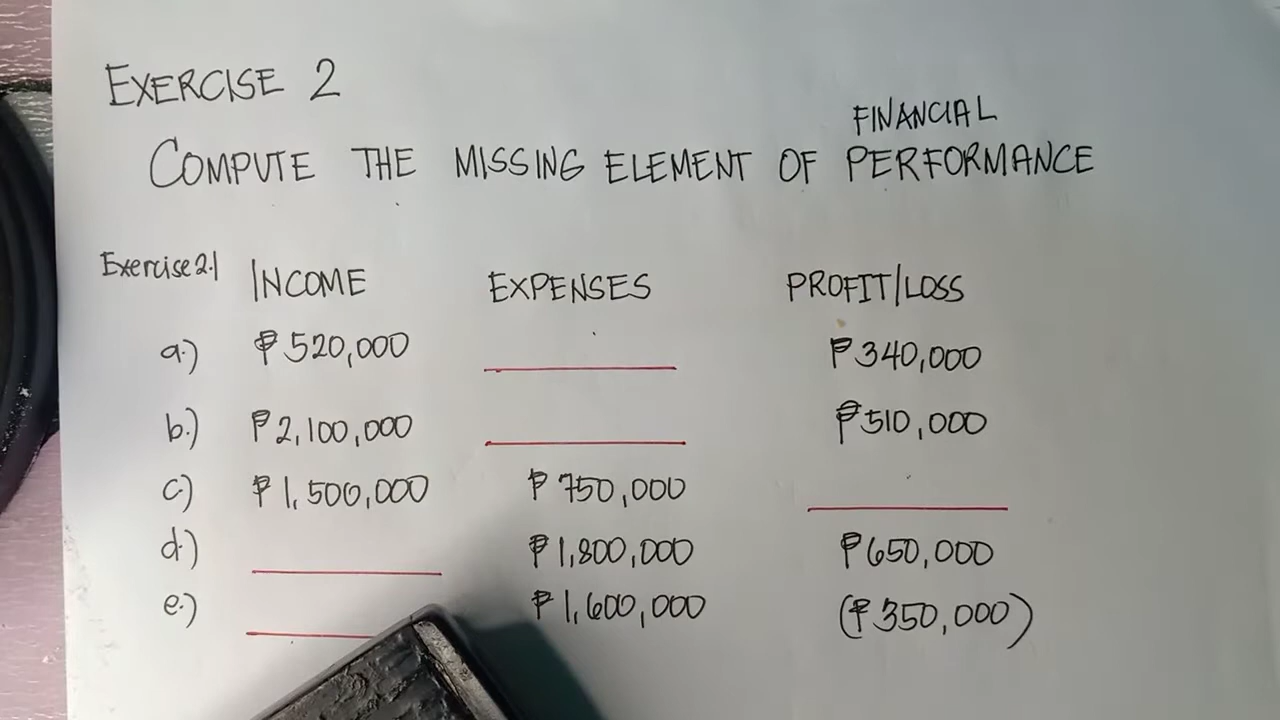 EXERCISE 2
FINANCIAL
COMPUTE THE MISSING ELEMENT OF PERFORMANCE
Exercise 2.1 INCOME EXPENSES PROFIT/LOSS
a.) ₱520,000 ₱340,000
b.) ₱2,100,000 ₱510,000
c.) ₱1,500,000 ₱750,000
d.) ₱1,800,000 ₱650,000
e.) ₱1,600,000 (₱350,000)